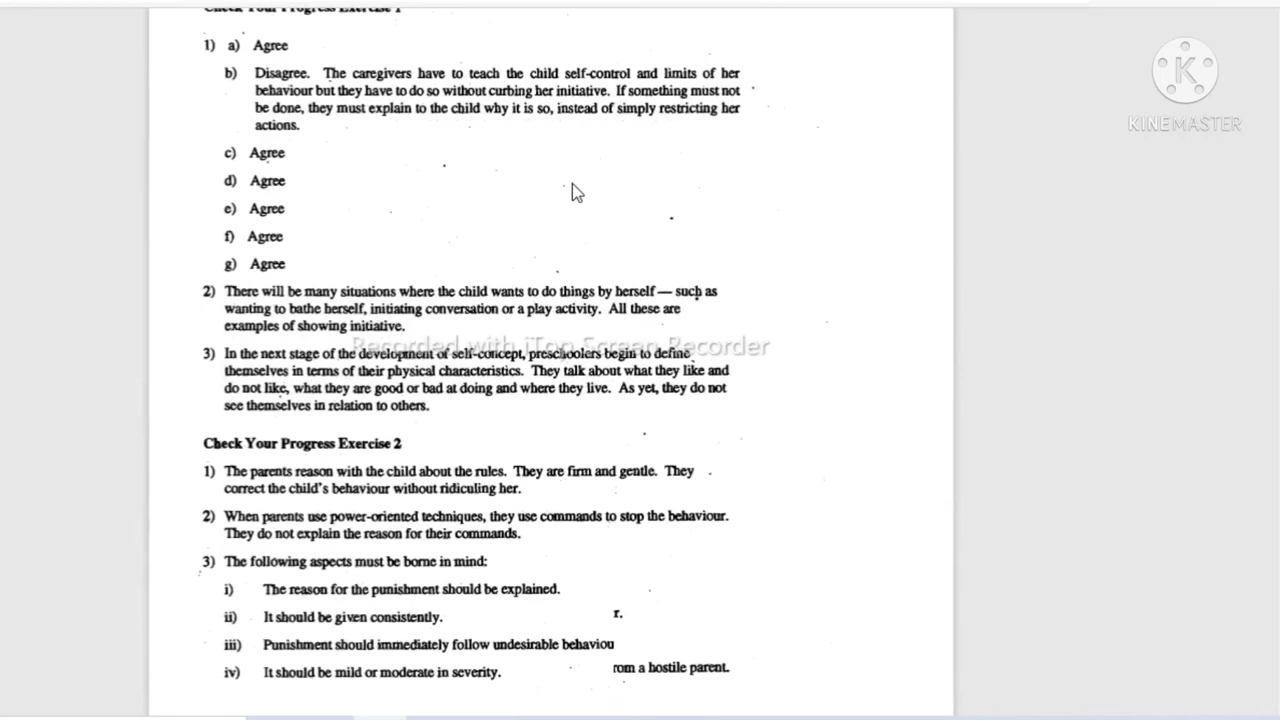 Check Your Progress Exercise 1
1) a) Agree
b) Disagree. The caregivers have to teach the child self-control and limits of her
behaviour but they have to do so without curbing her initiative. If something must not
be done, they must explain to the child why it is so, instead of simply restricting her
actions.
c) Agree
d) Agree
e) Agree
f) Agree
g) Agree
2) There will be many situations where the child wants to do things by herself — such as
wanting to bathe herself, initiating conversation or a play activity. All these are
examples of showing initiative.
Recorded with iTop Screen Recorder
3) In the next stage of the development of self-concept, preschoolers begin to define
themselves in terms of their physical characteristics. They talk about what they like and
do not like, what they are good or bad at doing and where they live. As yet, they do not
see themselves in relation to others.
Check Your Progress Exercise 2
1) The parents reason with the child about the rules. They are firm and gentle. They
correct the child's behaviour without ridiculing her.
2) When parents use power-oriented techniques, they use commands to stop the behaviour.
They do not explain the reason for their commands.
3) The following aspects must be borne in mind:
i) The reason for the punishment should be explained.
ii) It should be given consistently. r.
iii) Punishment should immediately follow undesirable behaviou
iv) It should be mild or moderate in severity. rom a hostile parent.
KINEMASTER